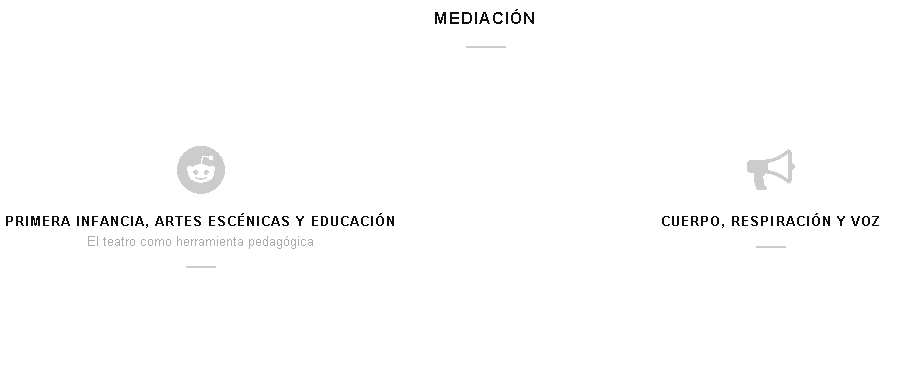 MEDIACIÓN
PRIMERA INFANCIA, ARTES ESCÉNICAS Y EDUCACIÓN
El teatro como herramienta pedagógica
CUERPO, RESPIRACIÓN Y VOZ